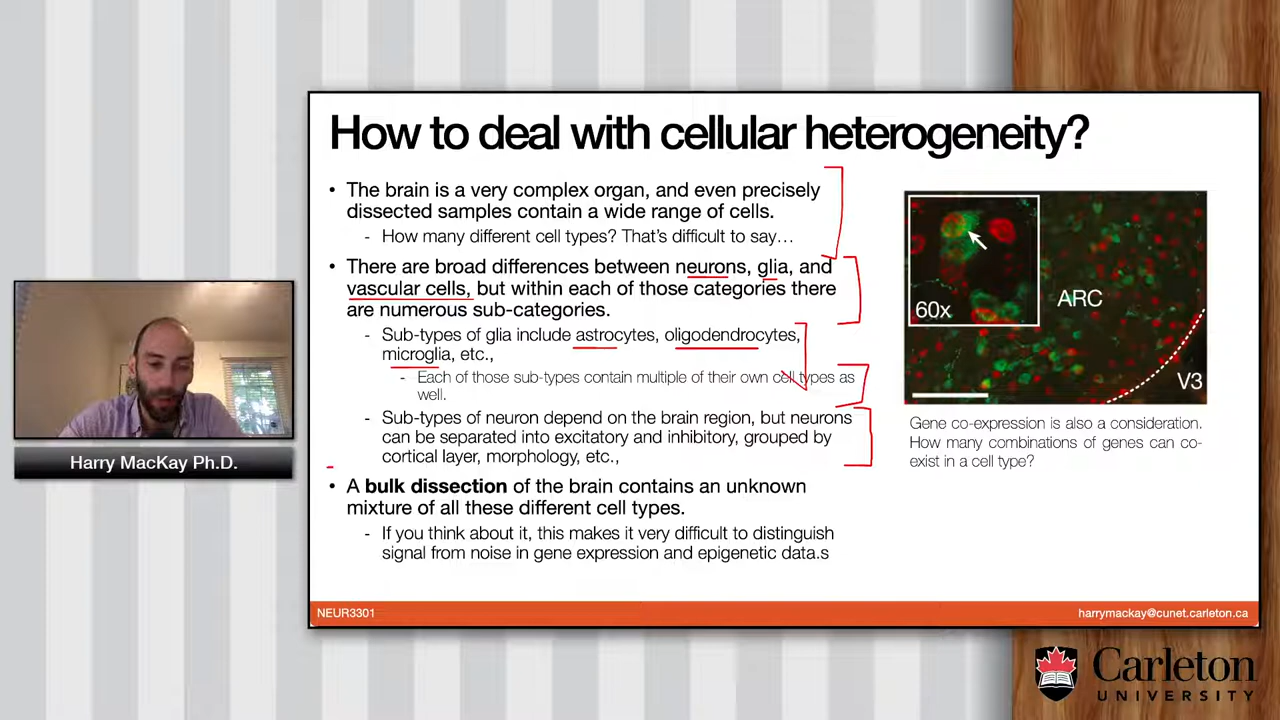 How to deal with cellular heterogeneity?
• The brain is a very complex organ, and even precisely
dissected samples contain a wide range of cells.
- How many different cell types? That's difficult to say…
• There are broad differences between neurons, glia, and
vascular cells, but within each of those categories there
are numerous sub-categories.
- Sub-types of glia include astrocytes, oligodendrocytes,
microglia, etc.,
- Each of those sub-types contain multiple of their own cell types as
well.
- Sub-types of neuron depend on the brain region, but neurons
can be separated into excitatory and inhibitory, grouped by
cortical layer, morphology, etc.,
• A bulk dissection of the brain contains an unknown
mixture of all these different cell types.
- If you think about it, this makes it very difficult to distinguish
signal from noise in gene expression and epigenetic data.s
60x
ARC
V3
Gene co-expression is also a consideration.
How many combinations of genes can co-
exist in a cell type?
NEUR3301
harrymackay@cunet.carleton.ca
Harry MacKay Ph.D.
Carleton
UNIVERSITY